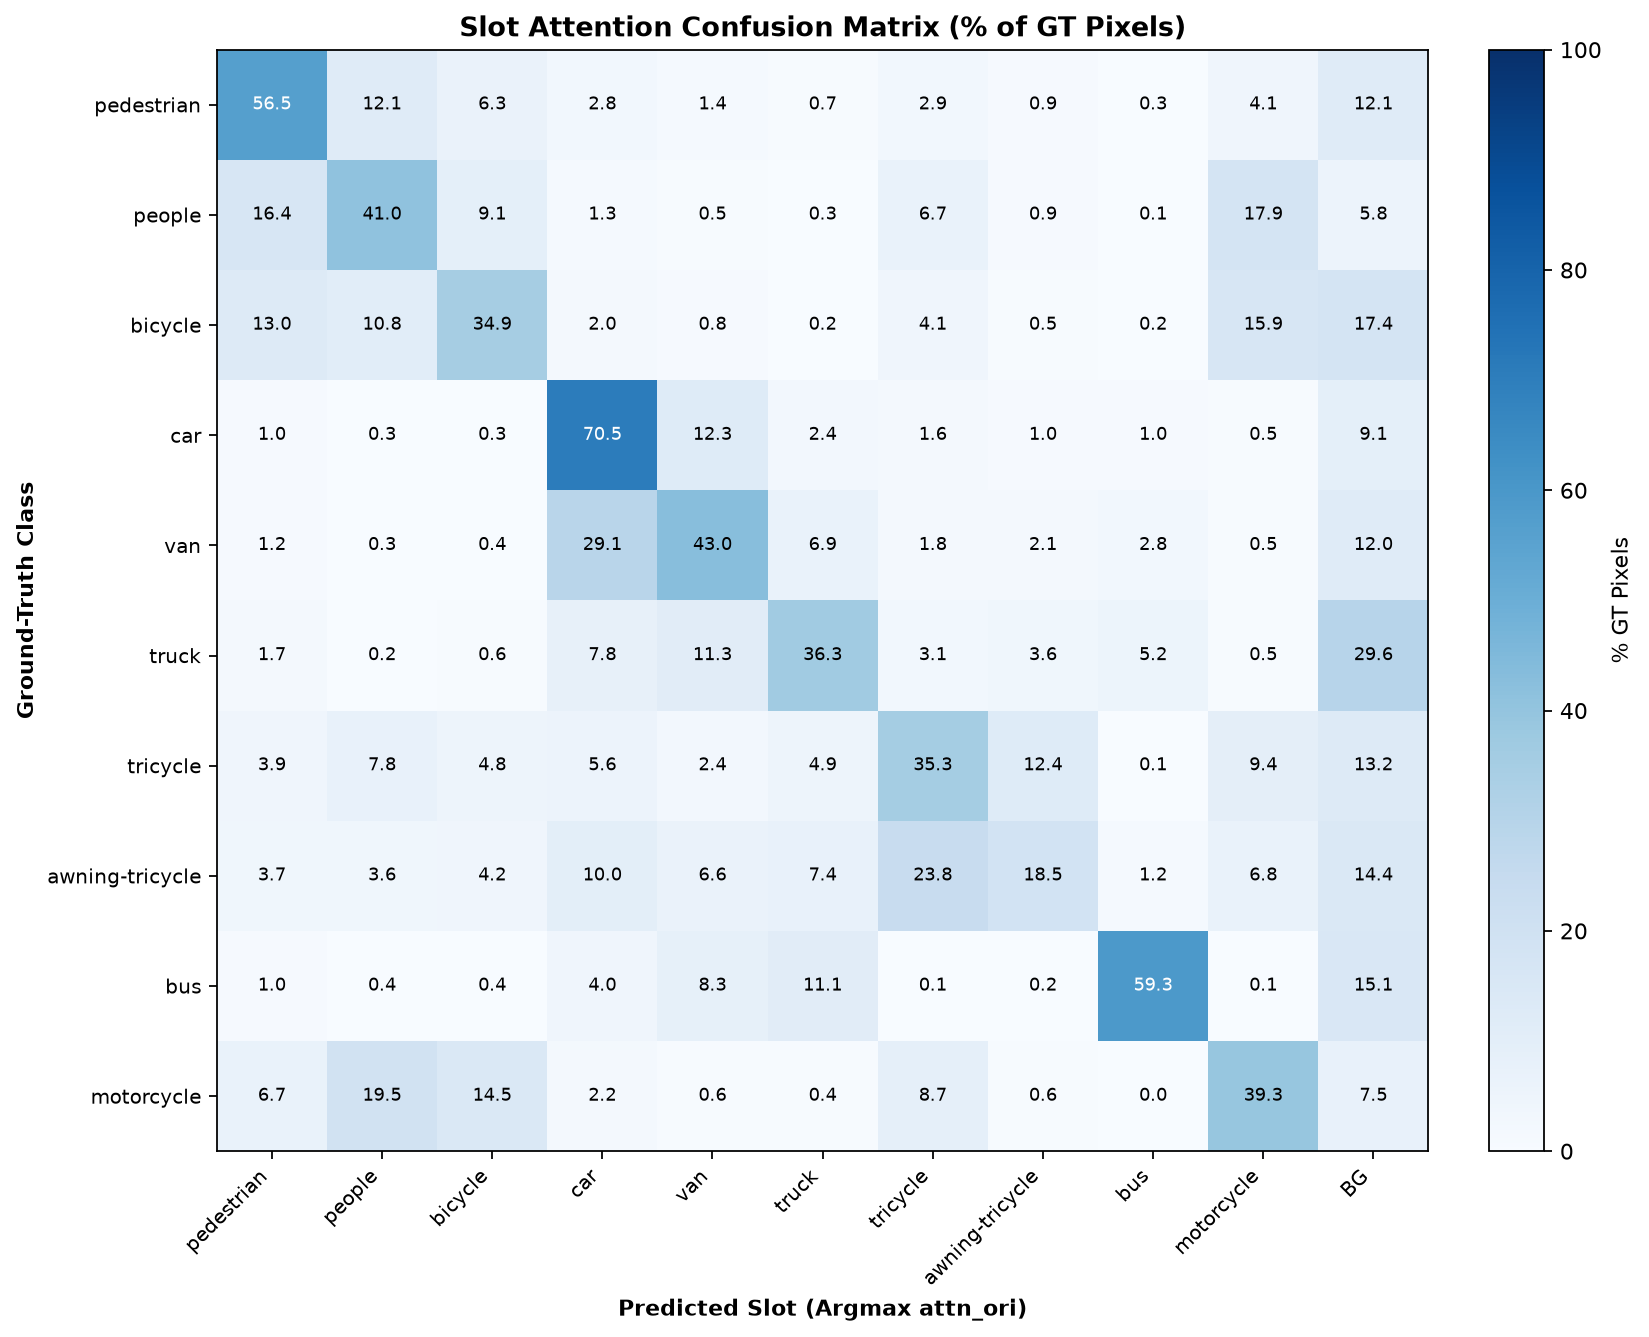 Slot Attention Confusion Matrix (% of GT Pixels)
Ground-Truth Class
pedestrian 56.5 12.1 6.3 2.8 1.4 0.7 2.9 0.9 0.3 4.1 12.1
people 16.4 41.0 9.1 1.3 0.5 0.3 6.7 0.9 0.1 17.9 5.8
bicycle 13.0 10.8 34.9 2.0 0.8 0.2 4.1 0.5 0.2 15.9 17.4
car 1.0 0.3 0.3 70.5 12.3 2.4 1.6 1.0 1.0 0.5 9.1
van 1.2 0.3 0.4 29.1 43.0 6.9 1.8 2.1 2.8 0.5 12.0
truck 1.7 0.2 0.6 7.8 11.3 36.3 3.1 3.6 5.2 0.5 29.6
tricycle 3.9 7.8 4.8 5.6 2.4 4.9 35.3 12.4 0.1 9.4 13.2
awning-tricycle 3.7 3.6 4.2 10.0 6.6 7.4 23.8 18.5 1.2 6.8 14.4
bus 1.0 0.4 0.4 4.0 8.3 11.1 0.1 0.2 59.3 0.1 15.1
motorcycle 6.7 19.5 14.5 2.2 0.6 0.4 8.7 0.6 0.0 39.3 7.5
pedestrian people bicycle car van truck tricycle awning-tricycle bus motorcycle BG
Predicted Slot (Argmax attn_ori)
100
80
60
40
20
0
% GT Pixels